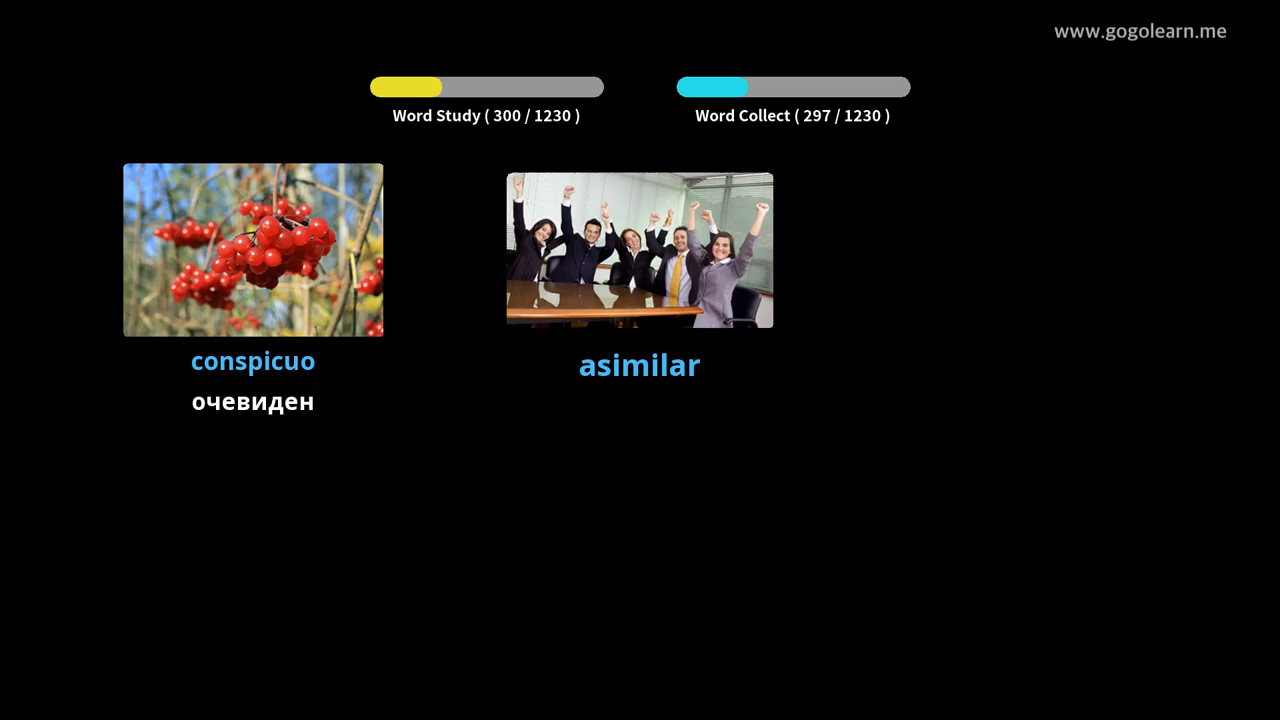 www.gogolearn.me
Word Study ( 300 / 1230 )
Word Collect ( 297 / 1230 )
conspicuo
очевиден
asimilar